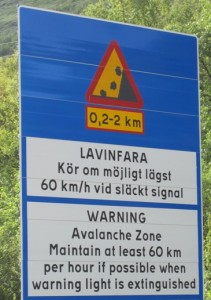 0,2-2 km
LAVINFARA
Kör om möjligt lägst
60 km/h vid släckt signal
WARNING
Avalanche Zone
Maintain at least 60 km
per hour if possible when
warning light is extinguished